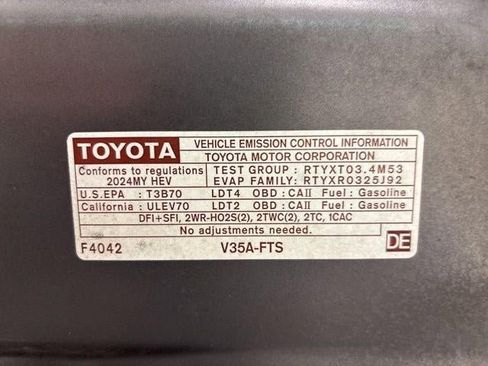 TOYOTA
VEHICLE EMISSION CONTROL INFORMATION
TOYOTA MOTOR CORPORATION
Conforms to regulations
2024MY HEV
TEST GROUP : RTYXT03.4M53
EVAP FAMILY: RTYXR0325J92
U.S.EPA : T3B70 LDT4 OBD : CAII Fuel : Gasoline
California : ULEV70 LDT2 OBD : CAII Fuel : Gasoline
DFI+SFI, 2WR-HO2S(2), 2TWC(2), 2TC, 1CAC
No adjustments needed.
F4042 V35A-FTS DE